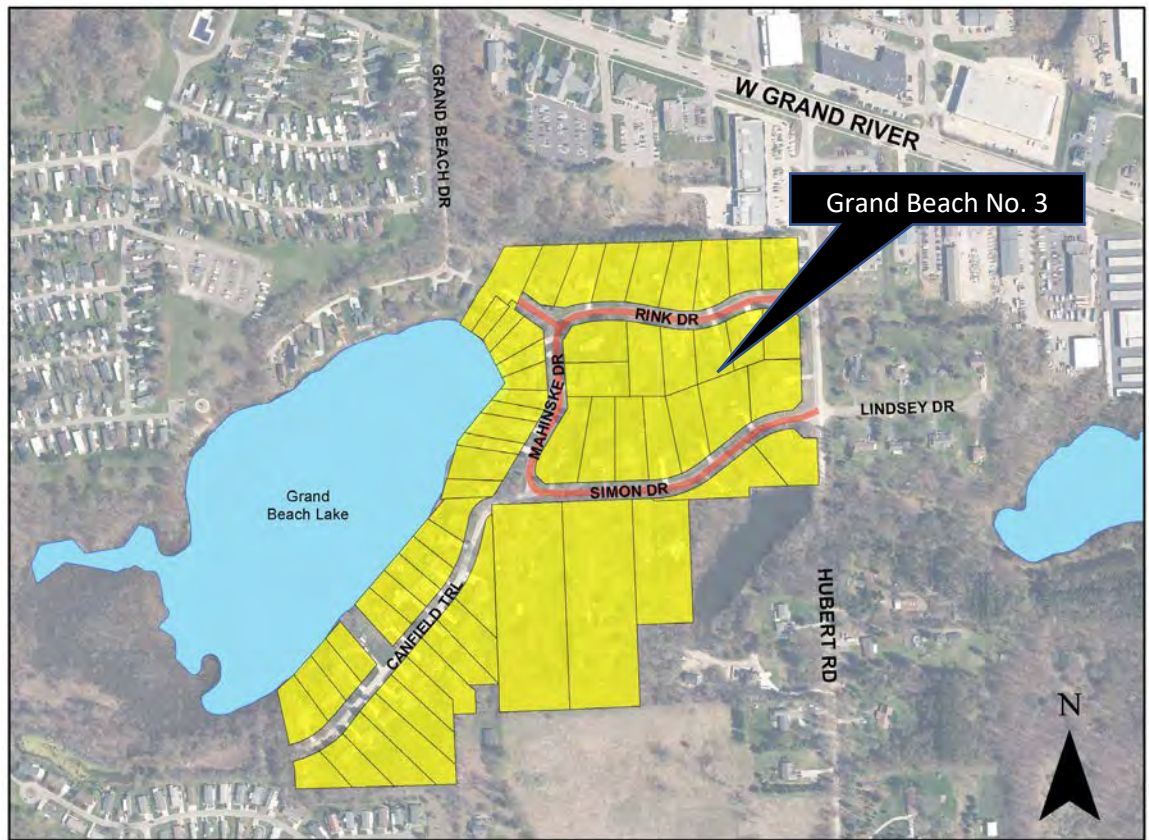 GRAND BEACH DR
W GRAND RIVER
Grand Beach No. 3
RINK DR
MAHINSKE DR
LINDSEY DR
Grand
Beach Lake
SIMON DR
HUBERT RD
CANFIELD TRL
N